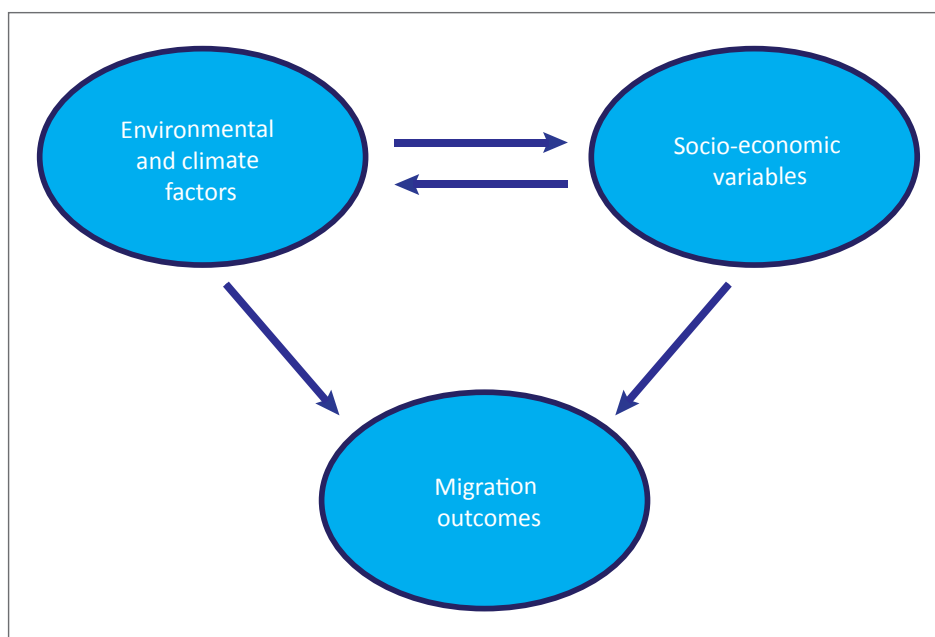 Environmental
and climate
factors
Socio-economic
variables
Migration
outcomes